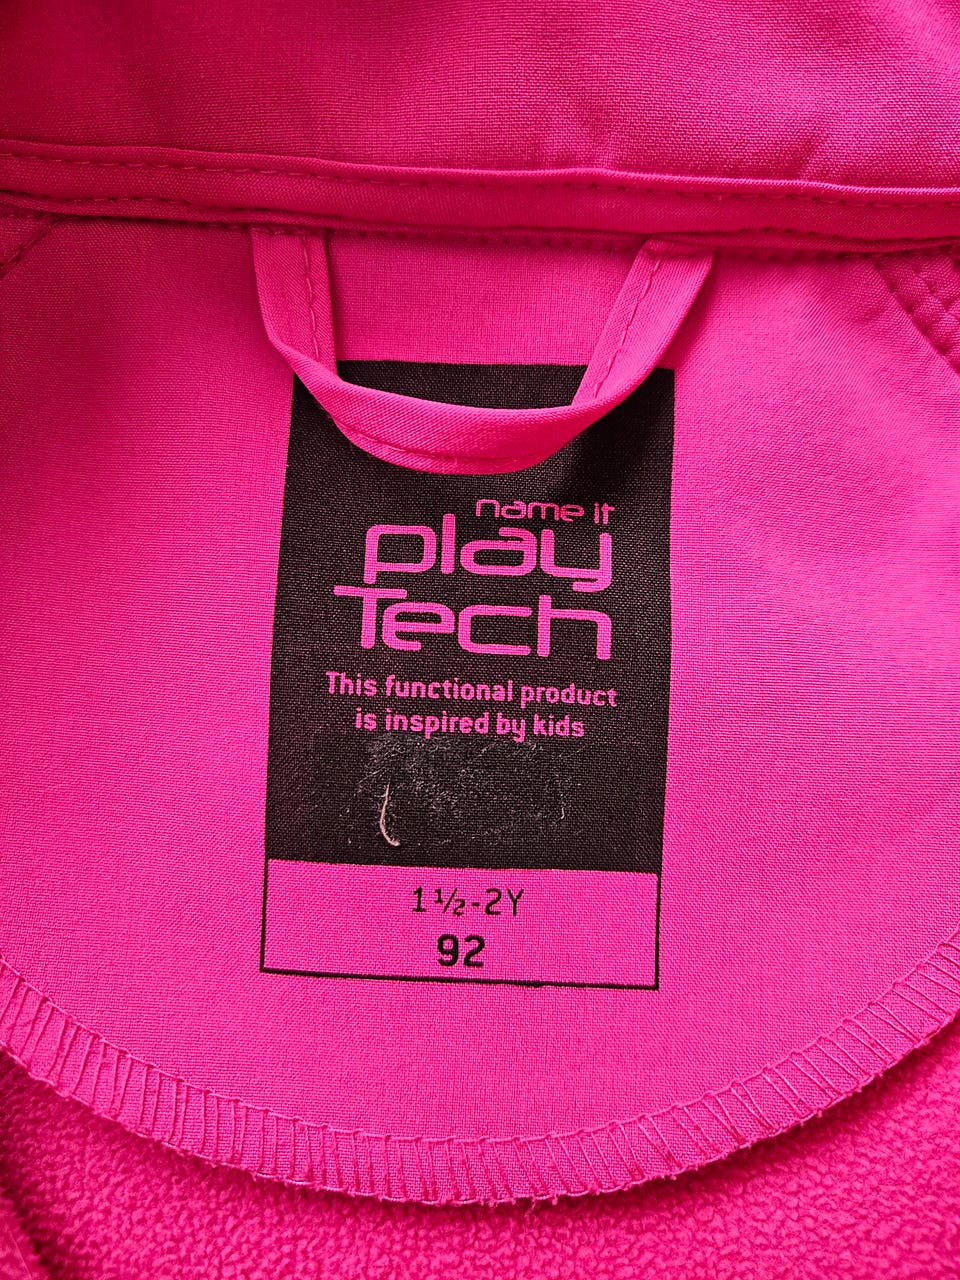 name it
play
Tech
This functional product
is inspired by kids
1½-2Y
92